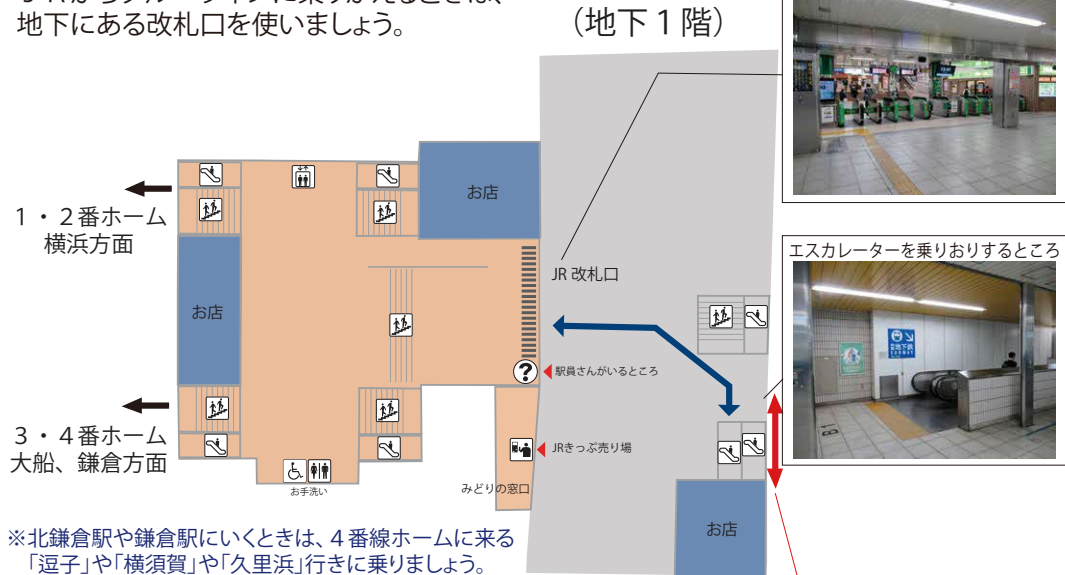 地下にある改札口を使いましょう。
（地下１階）
エスカレーターを乗りおりするところ
地下鉄
SUBWAY
B1
お店
１・２番ホーム
横浜方面
JR 改札口
お店
駅員さんがいるところ
３・４番ホーム
大船、鎌倉方面
JRきっぷ売り場
みどりの窓口
お手洗い
お店
※北鎌倉駅や鎌倉駅にいくときは、４番線ホームに来る
「逗子」や「横須賀」や「久里浜」行きに乗りましょう。